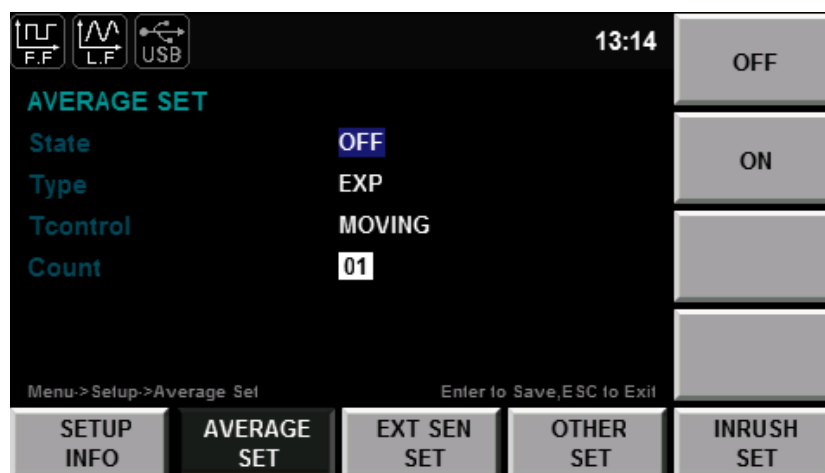 F.F
L.F
USB
13:14
OFF
AVERAGE SET
State OFF
ON
Type EXP
Tcontrol MOVING
Count 01
Menu->Setup->Average Set
Enter to Save,ESC to Exit
SETUP
INFO
AVERAGE
SET
EXT SEN
SET
OTHER
SET
INRUSH
SET